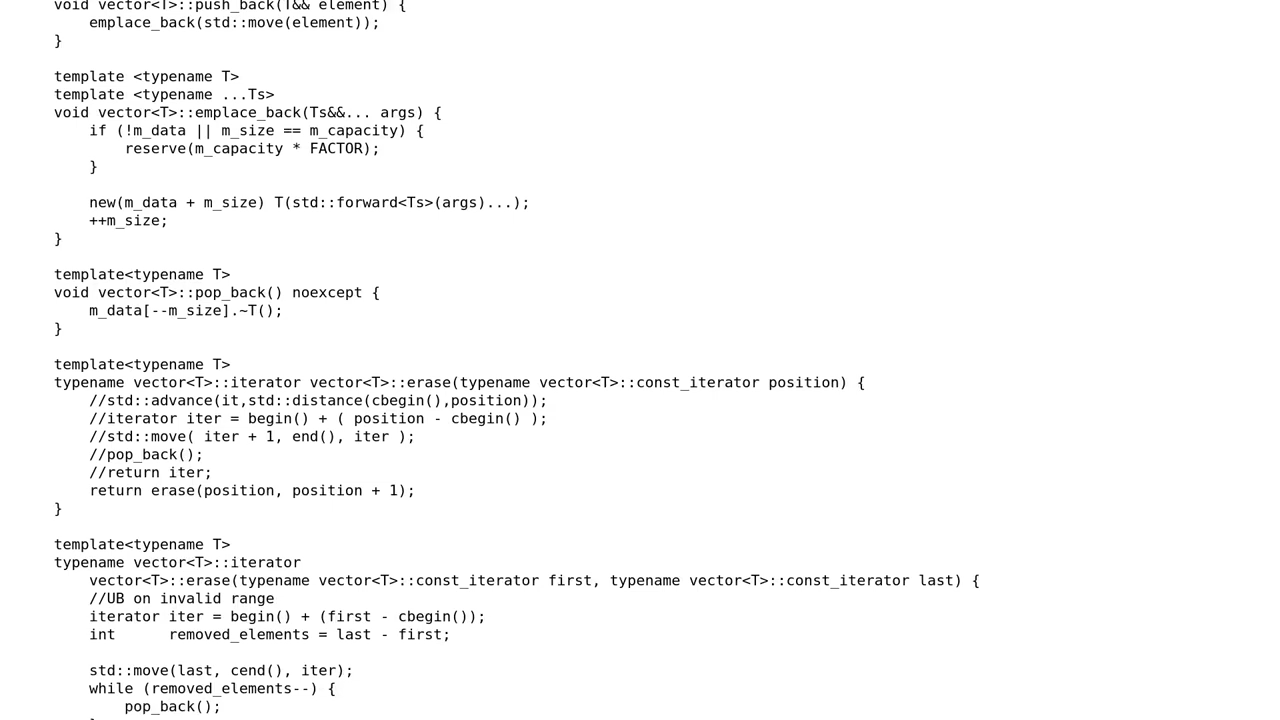 void vector<T>::push_back(T&& element) {
    emplace_back(std::move(element));
}

template <typename T>
template <typename ...Ts>
void vector<T>::emplace_back(Ts&&... args) {
    if (!m_data || m_size == m_capacity) {
        reserve(m_capacity * FACTOR);
    }

    new(m_data + m_size) T(std::forward<Ts>(args)...);
    ++m_size;
}

template<typename T>
void vector<T>::pop_back() noexcept {
    m_data[--m_size].~T();
}

template<typename T>
typename vector<T>::iterator vector<T>::erase(typename vector<T>::const_iterator position) {
    //std::advance(it,std::distance(cbegin(),position));
    //iterator iter = begin() + ( position - cbegin() );
    //std::move( iter + 1, end(), iter );
    //pop_back();
    //return iter;
    return erase(position, position + 1);
}

template<typename T>
typename vector<T>::iterator
    vector<T>::erase(typename vector<T>::const_iterator first, typename vector<T>::const_iterator last) {
    //UB on invalid range
    iterator iter = begin() + (first - cbegin());
    int      removed_elements = last - first;

    std::move(last, cend(), iter);
    while (removed_elements--) {
        pop_back();